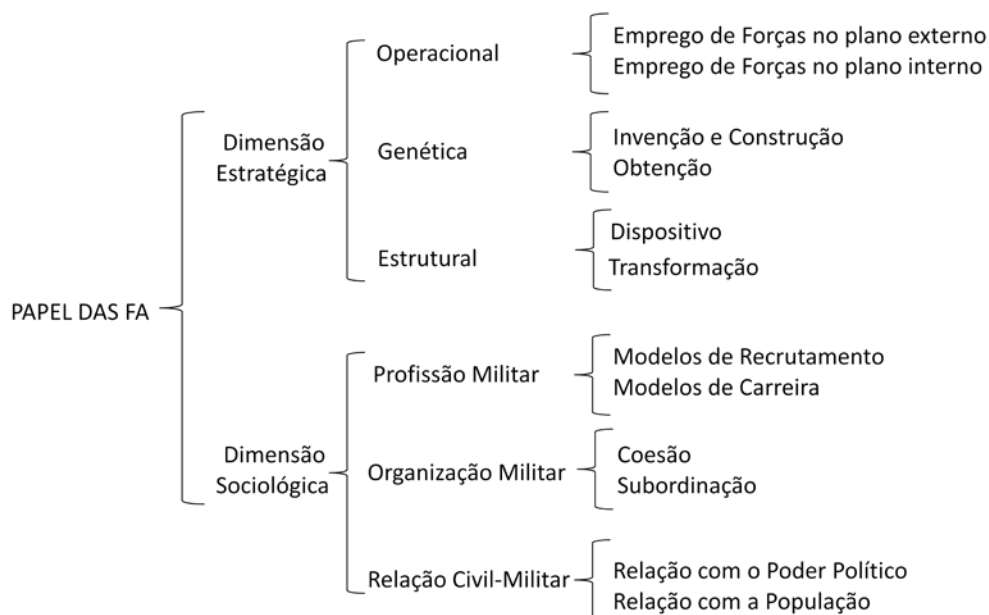 PAPEL DAS FA
Dimensão
Estratégica
Operacional
Emprego de Forças no plano externo
Emprego de Forças no plano interno
Genética
Invenção e Construção
Obtenção
Estrutural
Dispositivo
Transformação
Dimensão
Sociológica
Profissão Militar
Modelos de Recrutamento
Modelos de Carreira
Organização Militar
Coesão
Subordinação
Relação Civil-Militar
Relação com o Poder Político
Relação com a População